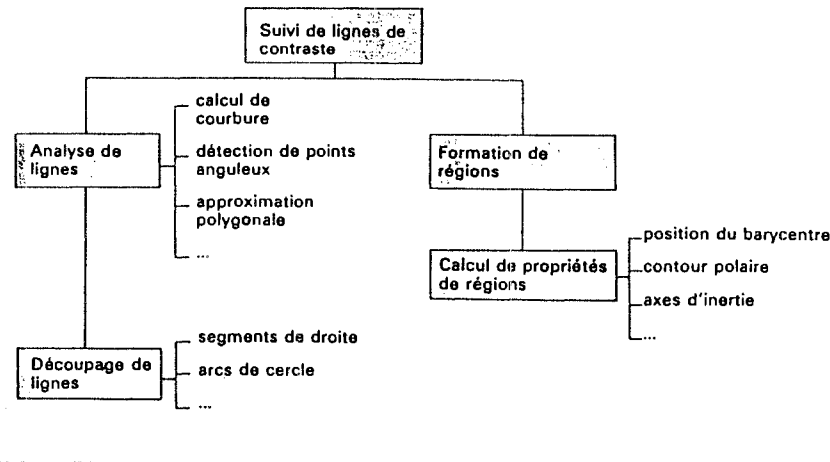 Suivi de lignes de
contraste
calcul de
courbure
Analyse de
lignes
détection de points
anguleux
approximation
polygonale
...
Formation de
régions
Calcul de propriétés
de régions
position du barycentre
contour polaire
axes d'inertie
...
Découpage de
lignes
segments de droite
arcs de cercle
...